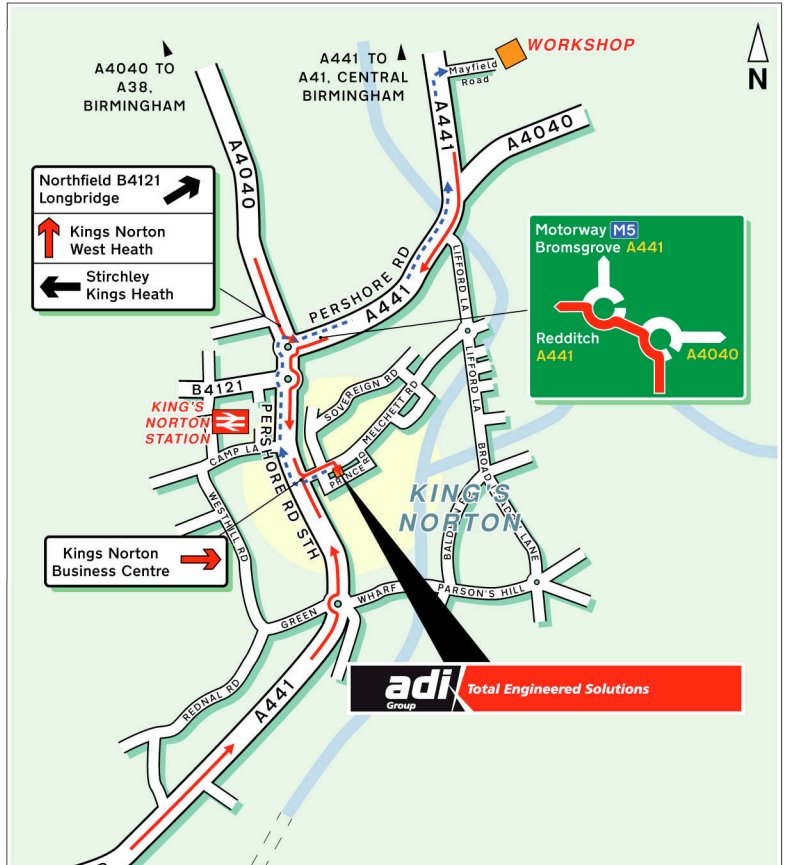 A4040 TO
A38,
BIRMINGHAM
A441 TO
A41, CENTRAL
BIRMINGHAM
WORKSHOP
Mayfield
Road
N
A441
A4040
A4040
Northfield B4121
Longbridge
Kings Norton
West Heath
Stirchley
Kings Heath
PERSHORE RD
A441
LIFFORD LA
Motorway M5
Bromsgrove A441
Redditch
A441
A4040
B4121
SOVEREIGN RD
LIFFORD LA
MELCHETT RD
KING'S
NORTON
STATION
PERSHORE RD STH
CAMP LA
PRINCE RD
KING'S
NORTON
WESTHILL RD
Kings Norton
Business Centre
GREEN
WHARF
PARSON'S HILL
REDNAL RD
A441
adi
Group
Total Engineered Solutions